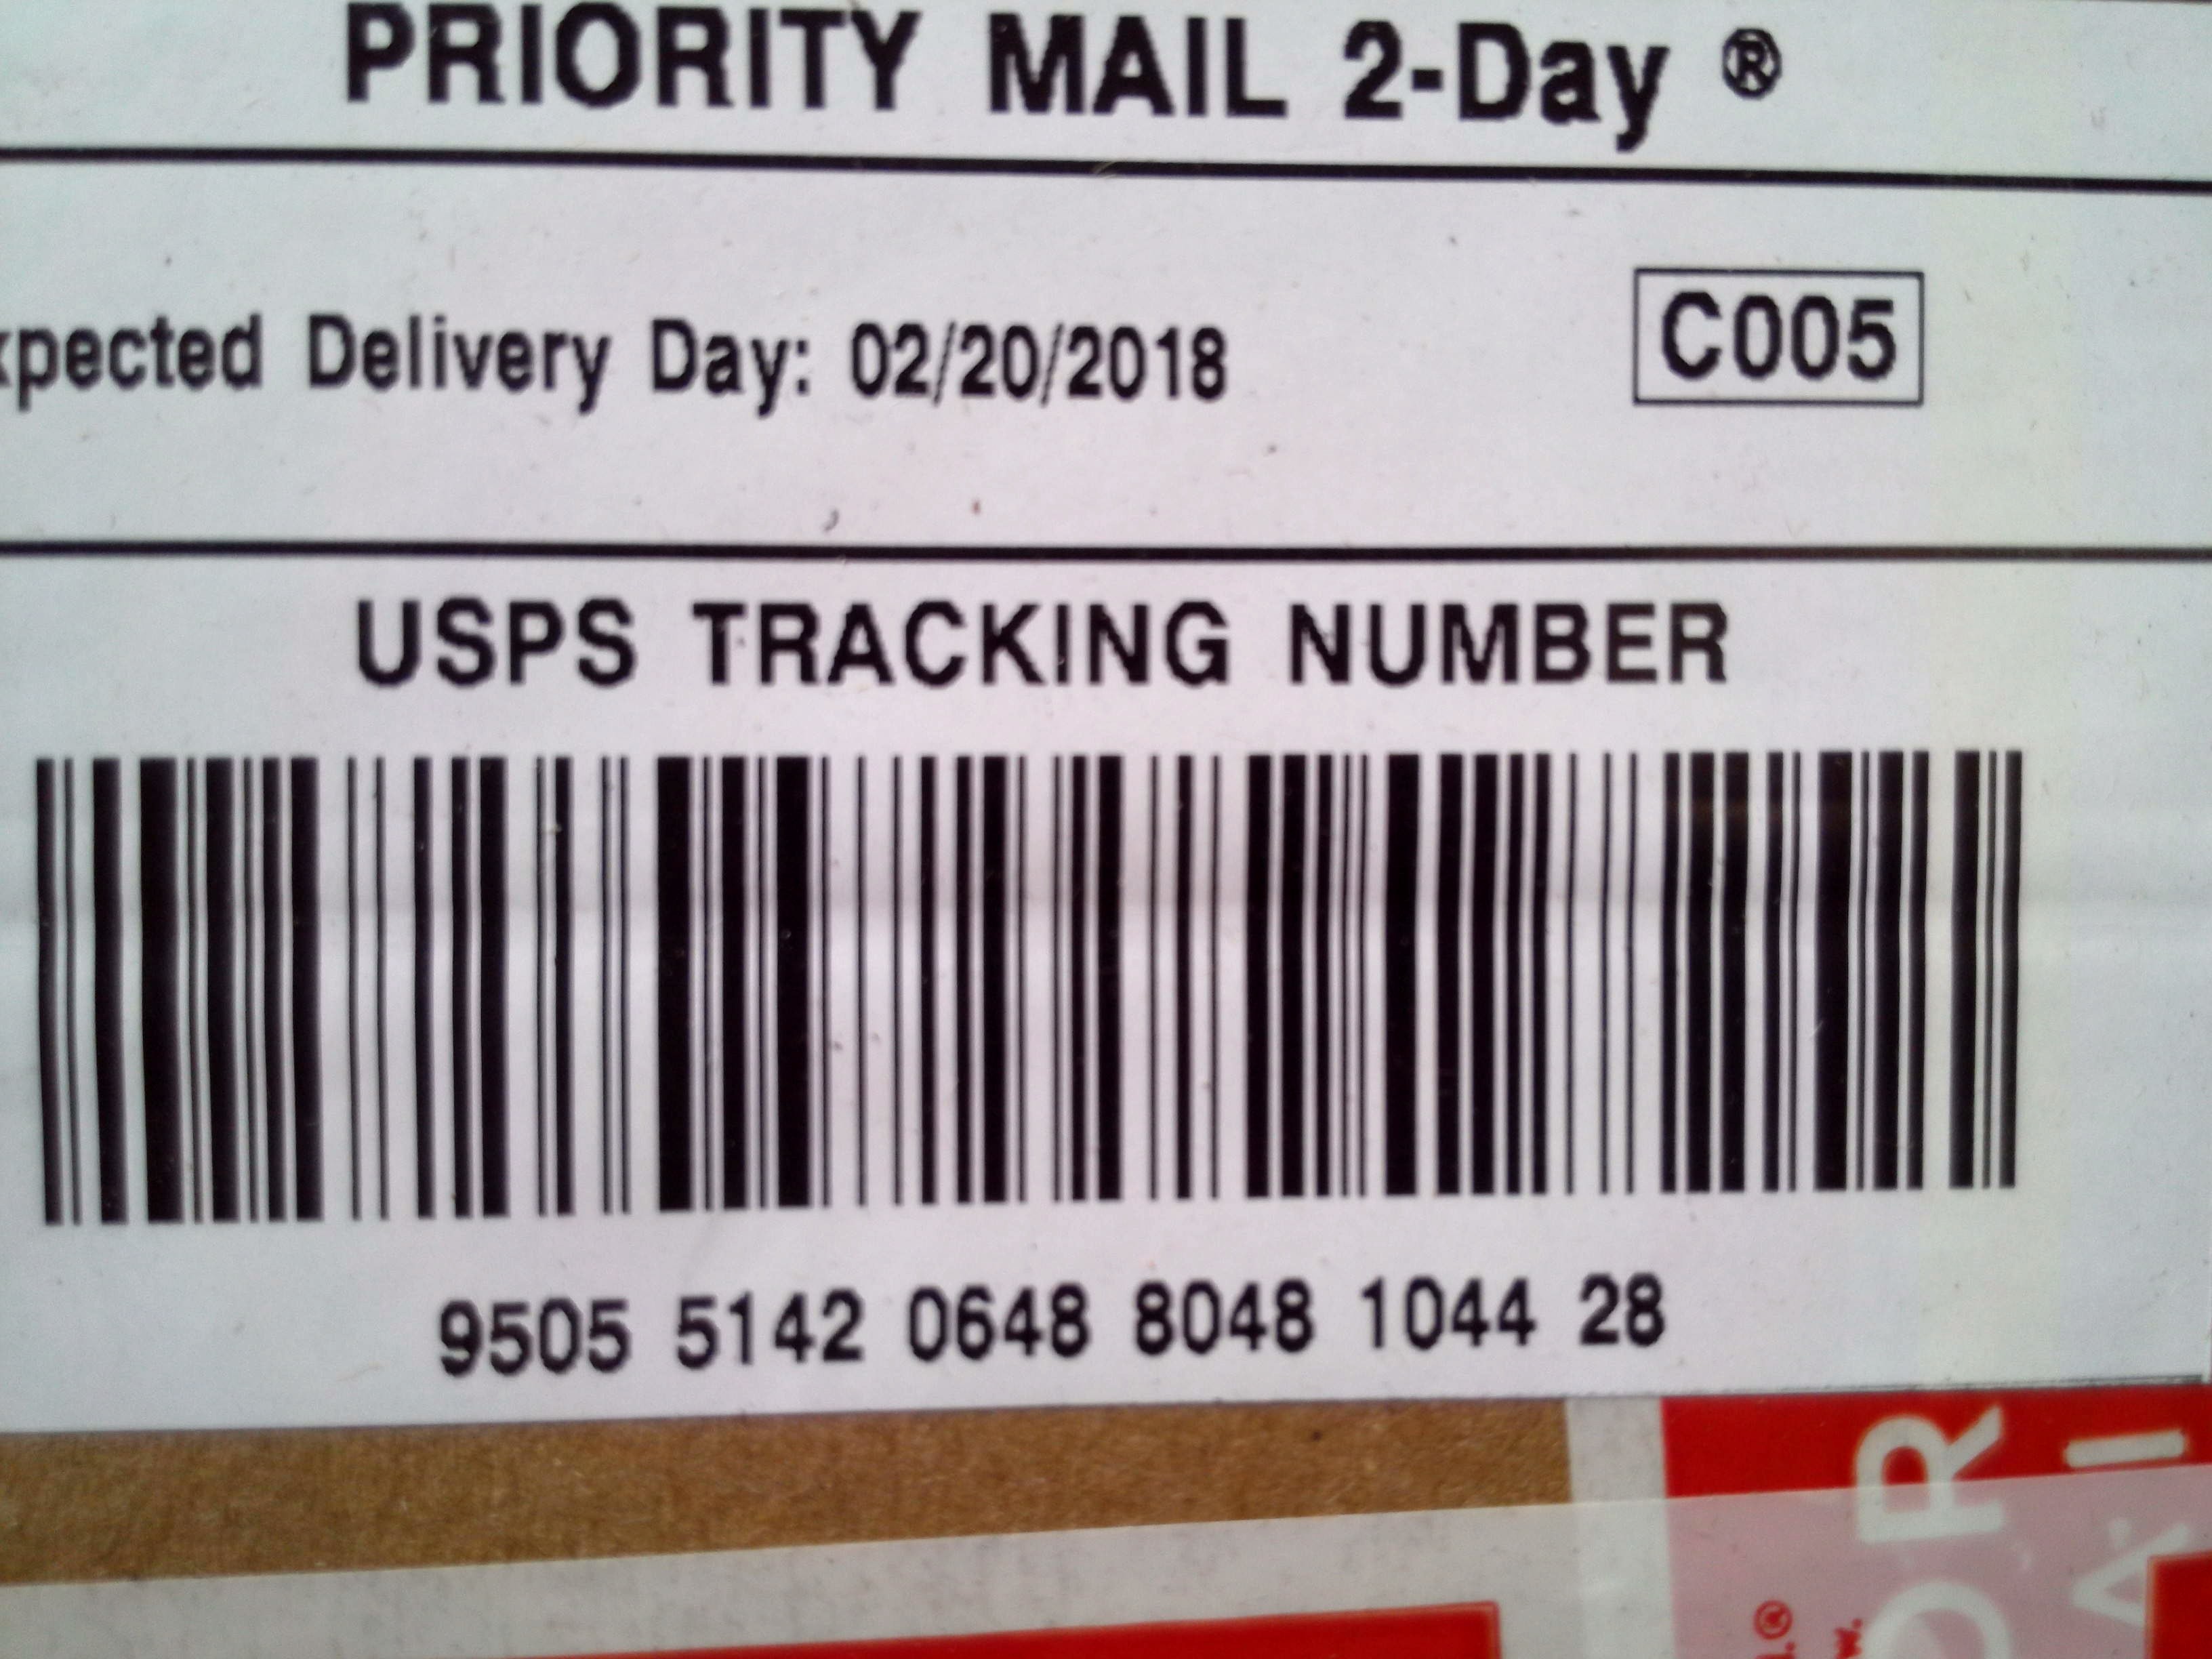 PRIORITY MAIL 2-Day ®
xpected Delivery Day: 02/20/2018
C005
USPS TRACKING NUMBER
9505 5142 0648 8048 1044 28